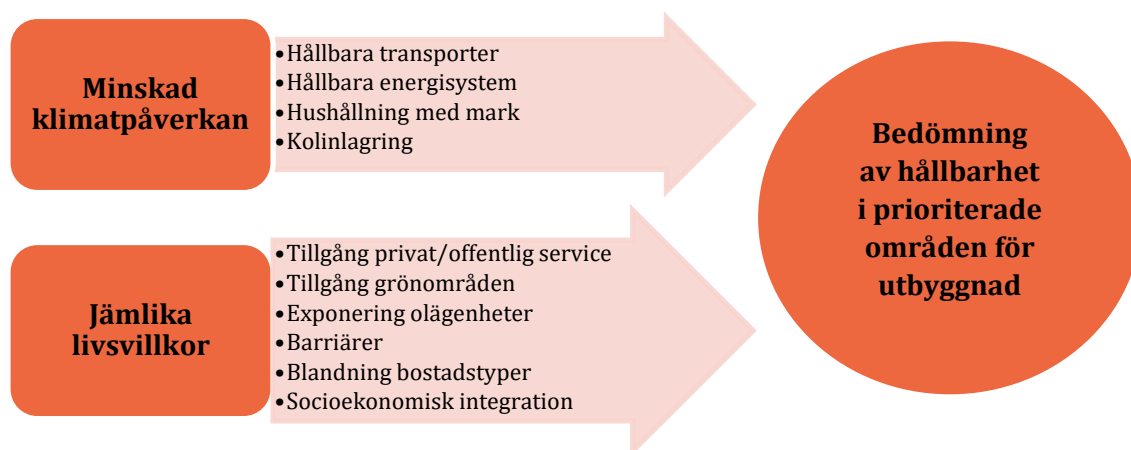 Minskad
klimatpåverkan
•Hållbara transporter
•Hållbara energisystem
•Hushållning med mark
•Kolinlagring
Jämlika
livsvillkor
•Tillgång privat/offentlig service
•Tillgång grönområden
•Exponering olägenheter
•Barriärer
•Blandning bostadstyper
•Socioekonomisk integration
Bedömning
av hållbarhet
i prioriterade
områden för
utbyggnad